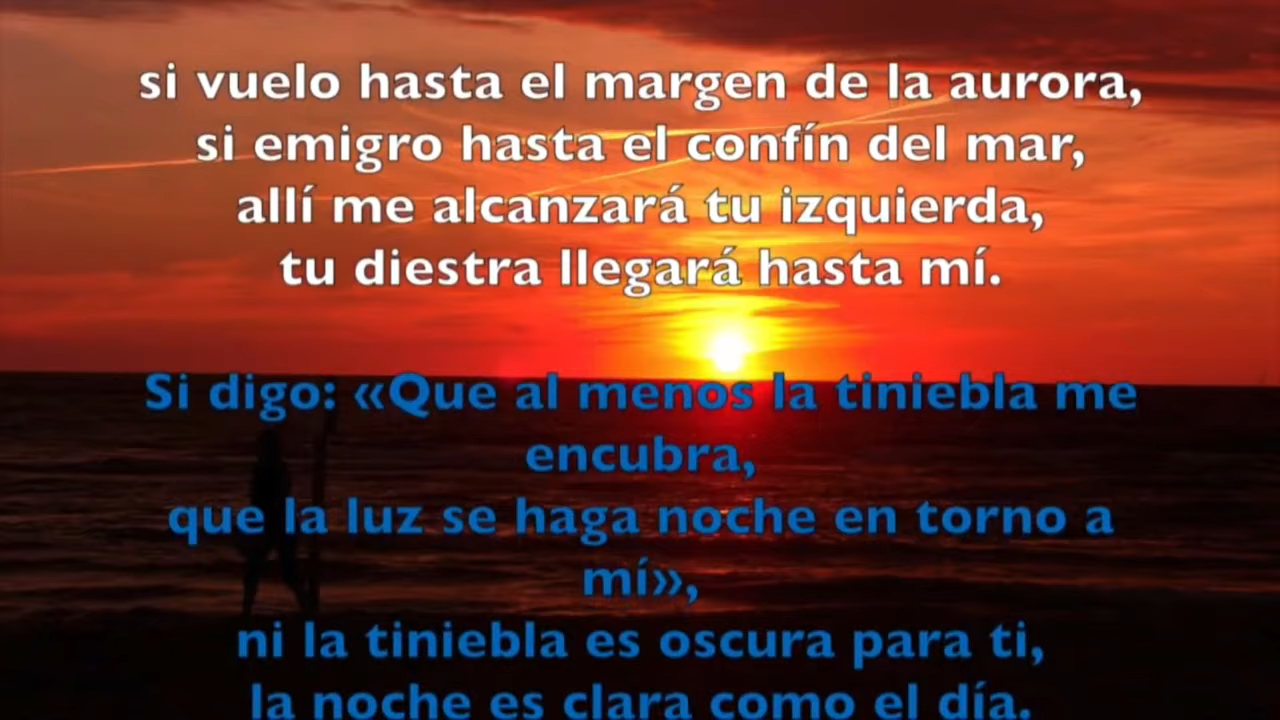 si vuelo hasta el margen de la aurora,
si emigro hasta el confín del mar,
allí me alcanzará tu izquierda,
tu diestra llegará hasta mí.
Si digo: «Que al menos la tiniebla me
encubra,
que la luz se haga noche en torno a
mí»,
ni la tiniebla es oscura para ti,
la noche es clara como el día.